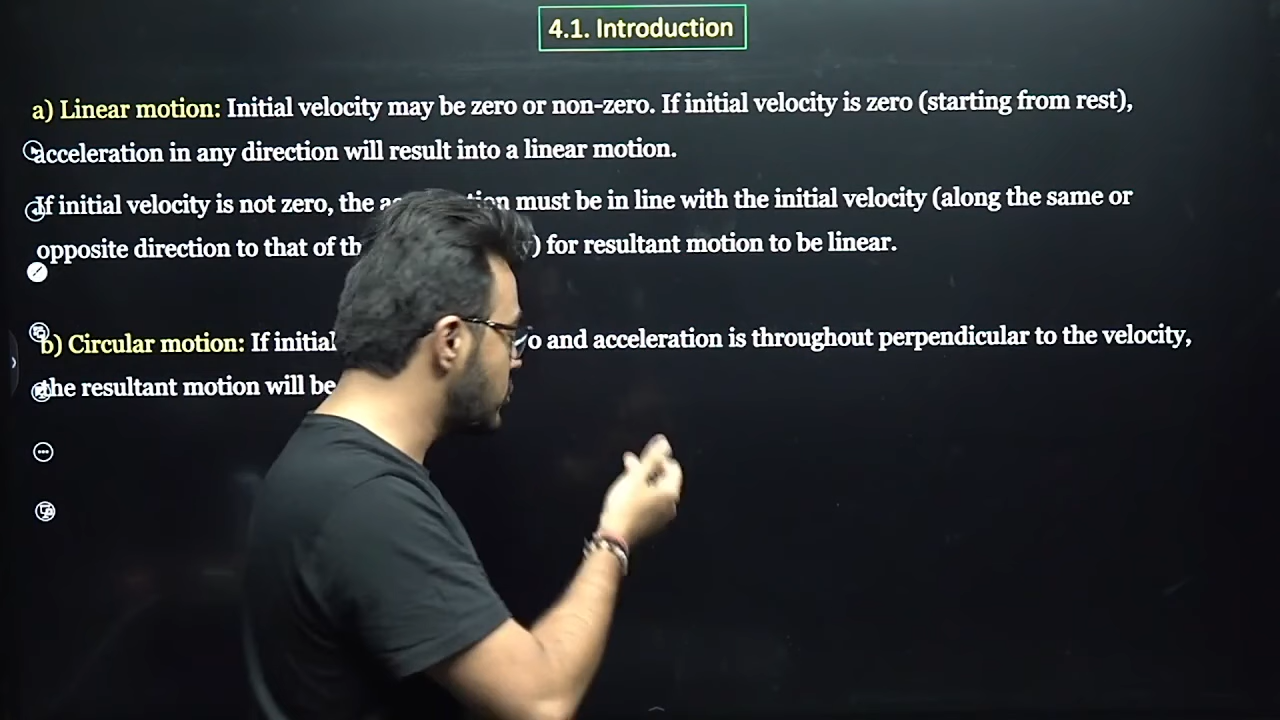 4.1. Introduction
a) Linear motion: Initial velocity may be zero or non-zero. If initial velocity is zero (starting from rest),
acceleration in any direction will result into a linear motion.
If initial velocity is not zero, the must be in line with the initial velocity (along the same or
opposite direction to that of ) for resultant motion to be linear.
b) Circular motion: If initial and acceleration is throughout perpendicular to the velocity,
the resultant motion will be